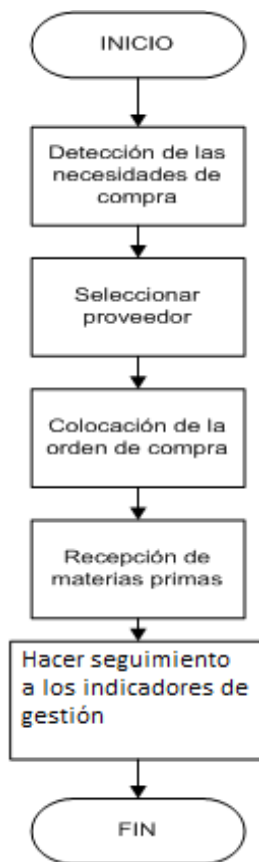 INICIO
Detección de las
necesidades de
compra
Seleccionar
proveedor
Colocación de la
orden de compra
Recepción de
materias primas
Hacer seguimiento
a los indicadores de
gestión
FIN